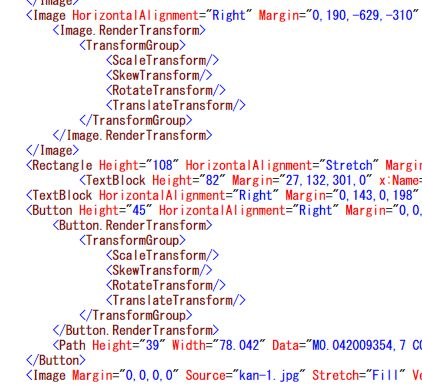 </Image>
<Image HorizontalAlignment="Right" Margin="0,190,-629,-310"
<Image.RenderTransform>
<TransformGroup>
<ScaleTransform/>
<SkewTransform/>
<RotateTransform/>
<TranslateTransform/>
</TransformGroup>
</Image.RenderTransform>
</Image>
<Rectangle Height="108" HorizontalAlignment="Stretch" Margin
<TextBlock Height="82" Margin="27,132,301,0" x:Name=
<TextBlock HorizontalAlignment="Right" Margin="0,143,0,198"
<Button Height="45" HorizontalAlignment="Right" Margin="0,0,
<Button.RenderTransform>
<TransformGroup>
<ScaleTransform/>
<SkewTransform/>
<RotateTransform/>
<TranslateTransform/>
</TransformGroup>
</Button.RenderTransform>
<Path Height="39" Width="78.042" Data="M0.042009354,7 C0
</Button>
<Image Margin="0,0,0,0" Source="kan-1.jpg" Stretch="Fill" Ve